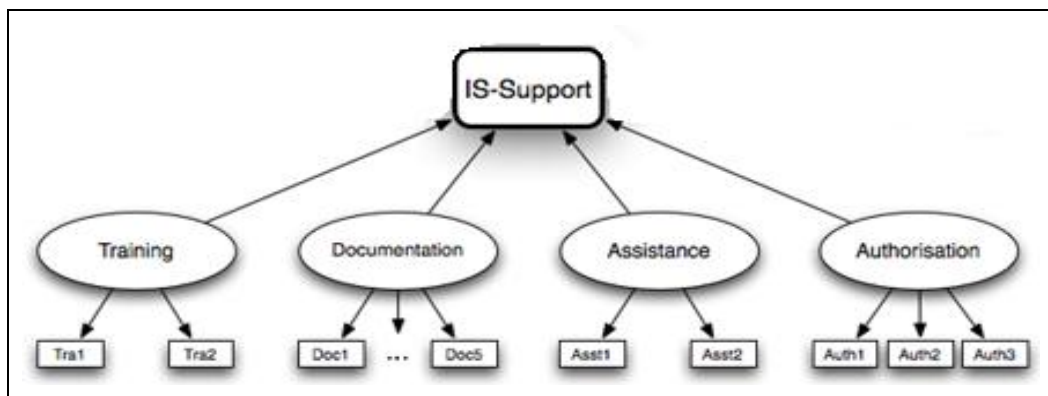 IS-Support
Training Documentation Assistance Authorisation
Tra1 Tra2 Doc1 ... Doc5 Asst1 Asst2 Auth1 Auth2 Auth3